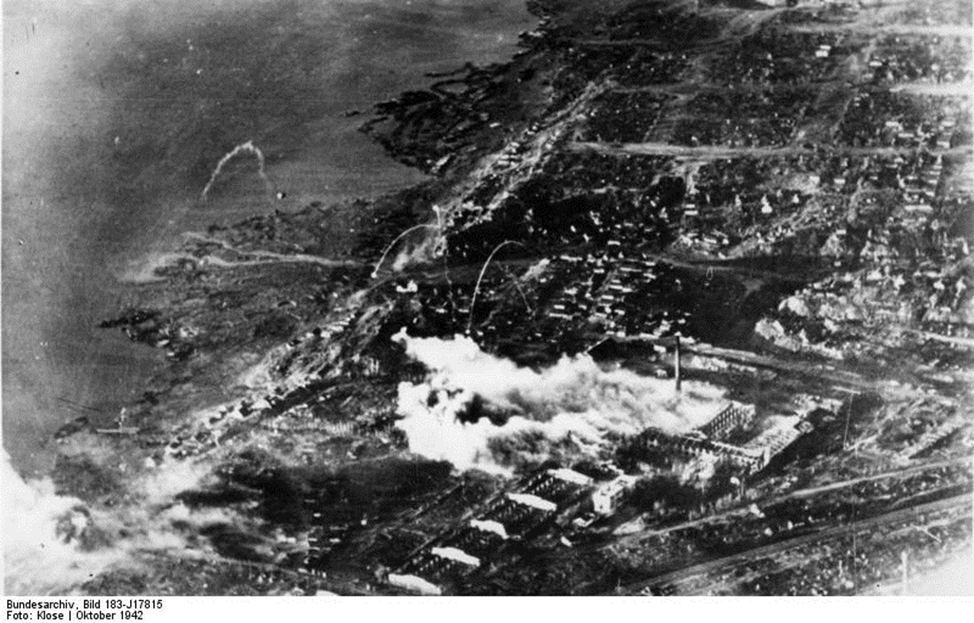 Bundesarchiv, Bild 183-J17815
Foto: Klose | Oktober 1942